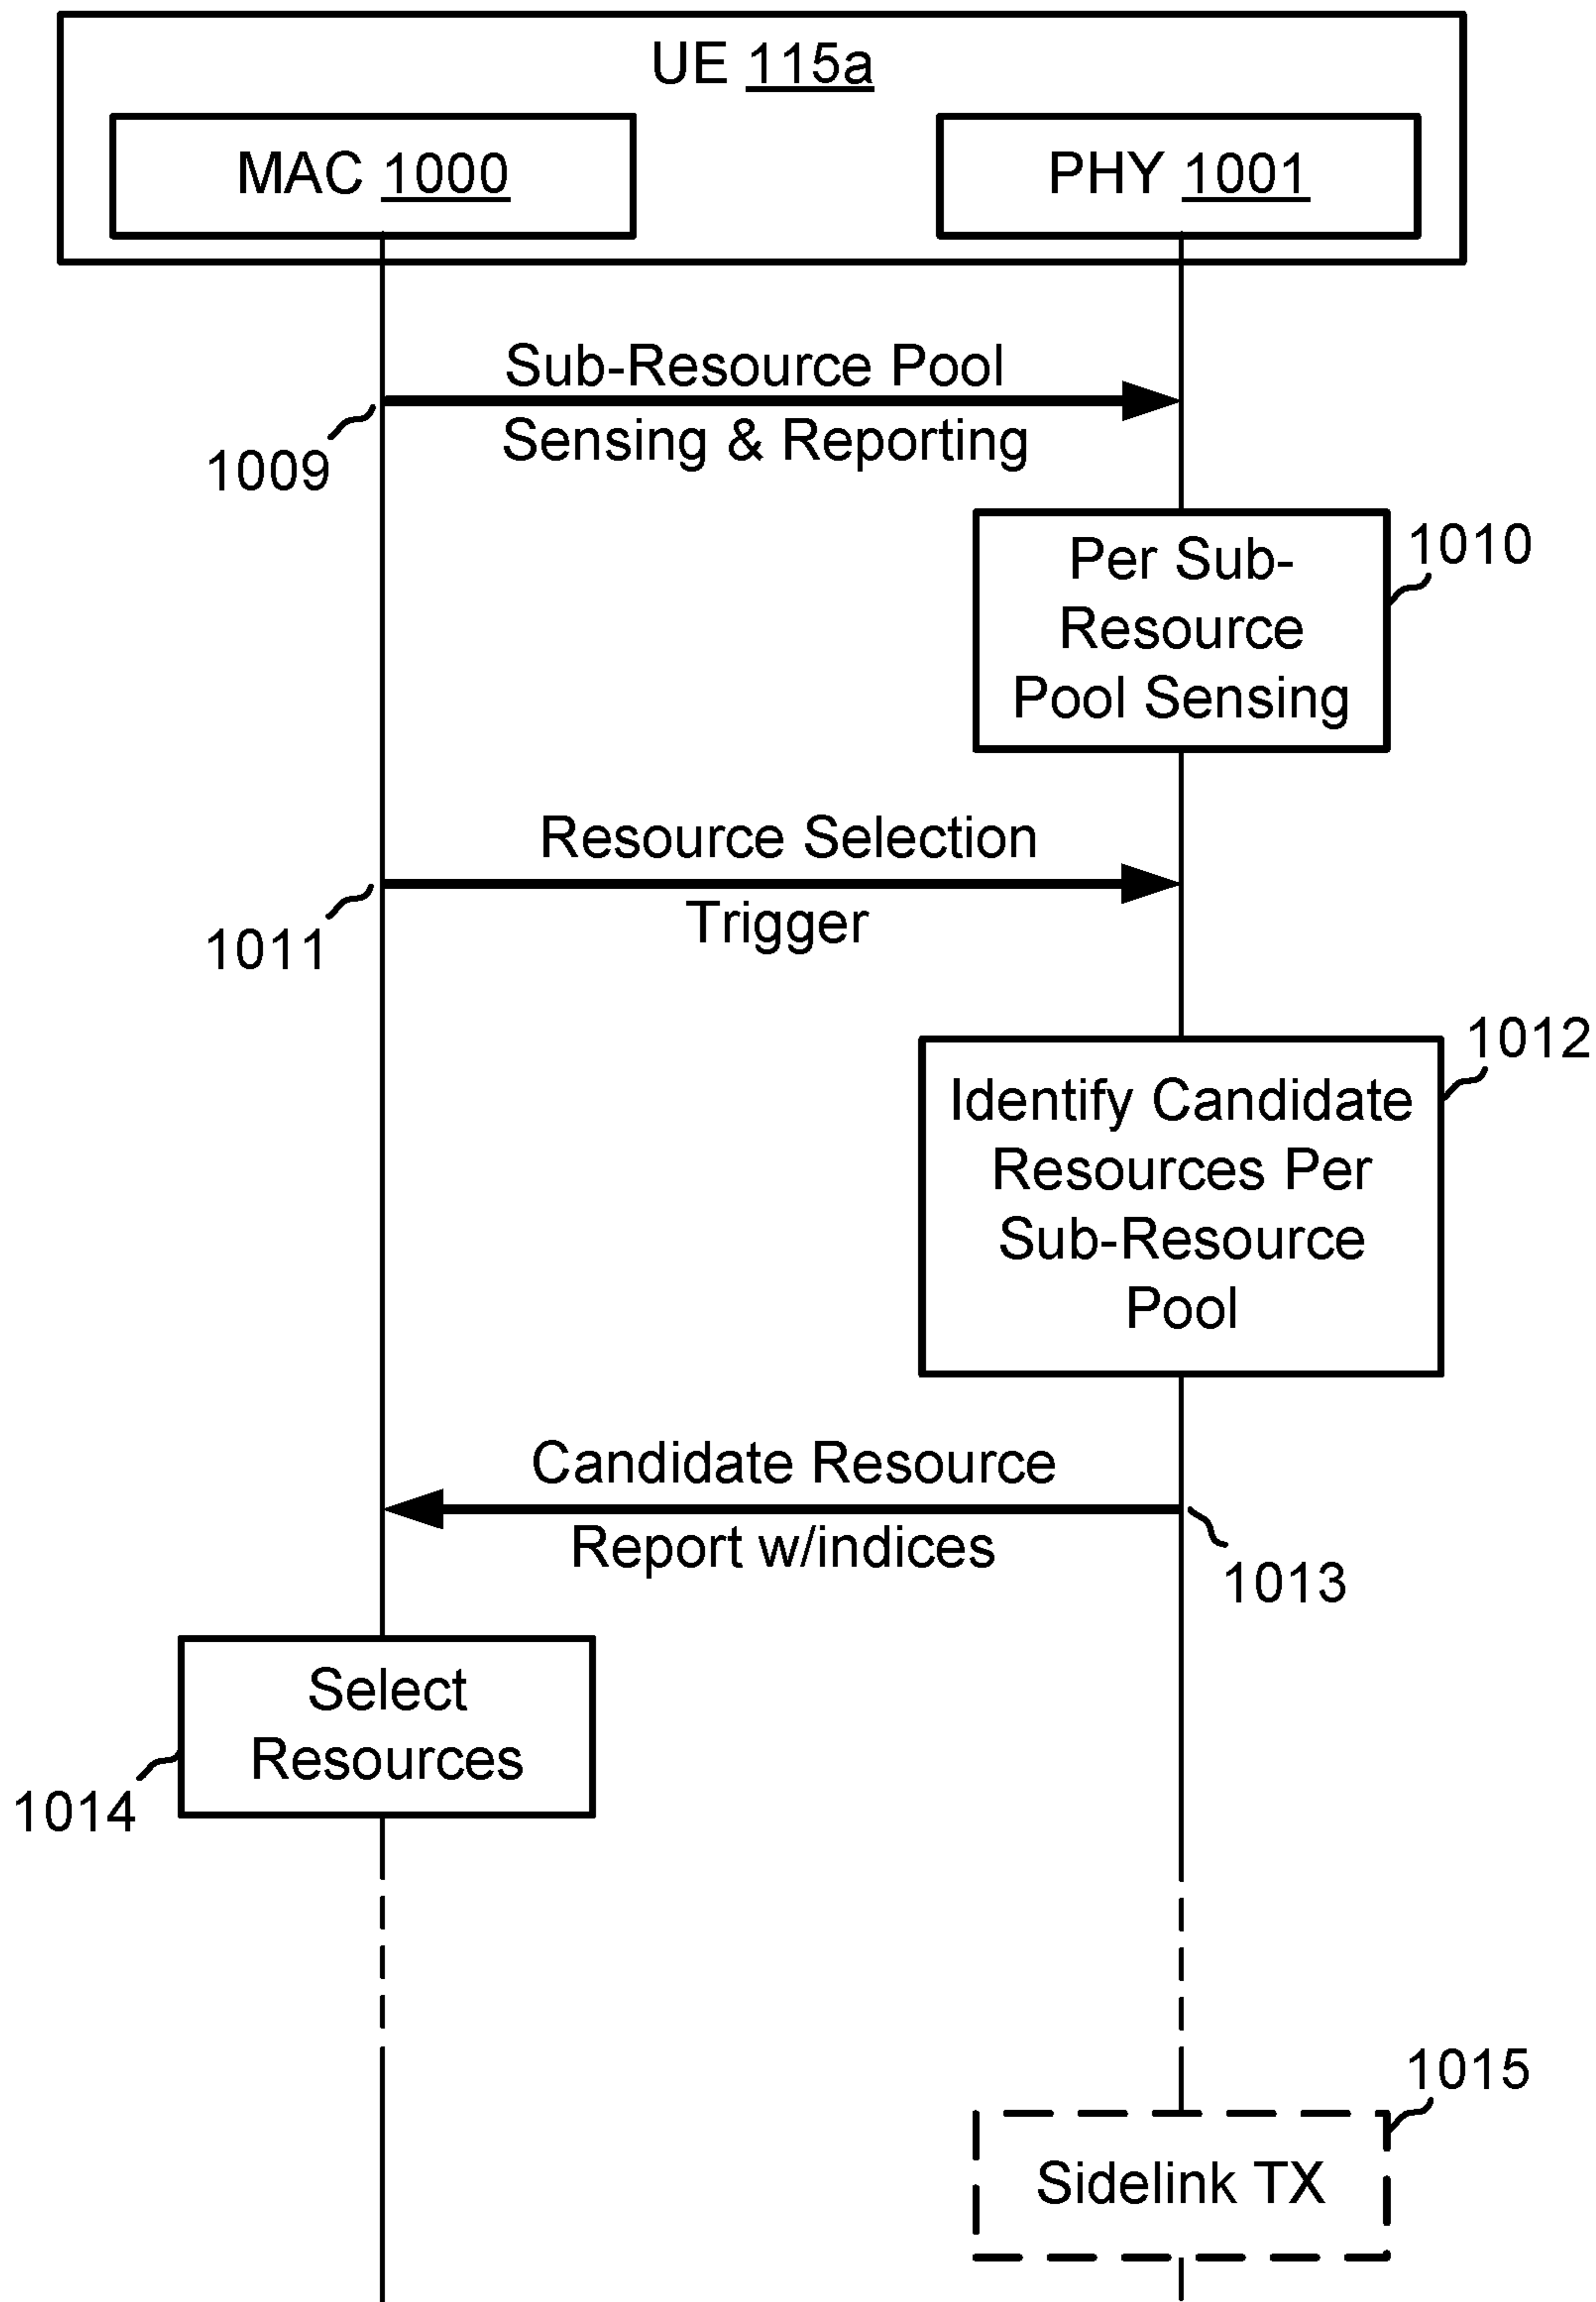 UE 115a
MAC 1000
PHY 1001
Sub-Resource Pool
Sensing & Reporting
1009
Per Sub-
Resource
Pool Sensing
1010
Resource Selection
Trigger
1011
Identify Candidate
Resources Per
Sub-Resource
Pool
1012
Candidate Resource
Report w/indices
1013
Select
Resources
1014
1015
Sidelink TX